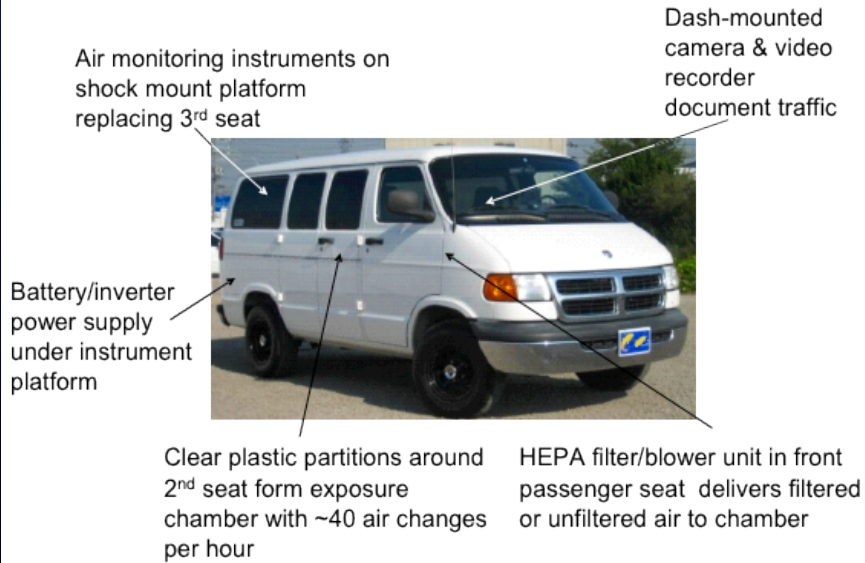 Dash-mounted
camera & video
recorder
document traffic
Air monitoring instruments on
shock mount platform
replacing 3rd seat
Battery/inverter
power supply
under instrument
platform
Clear plastic partitions around
2nd seat form exposure
chamber with ~40 air changes
per hour
HEPA filter/blower unit in front
passenger seat  delivers filtered
or unfiltered air to chamber